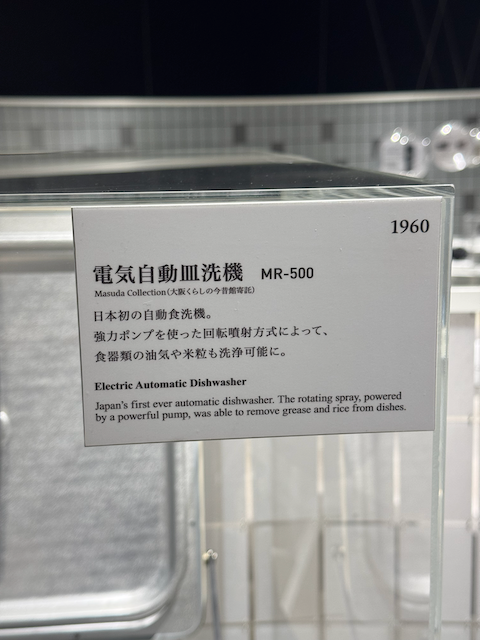 1960
電気自動皿洗機 MR-500
Masuda Collection(大阪くらしの今昔館寄託)
日本初の自動食洗機。
強力ポンプを使った回転噴射方式によって、
食器類の油気や米粒も洗浄可能に。
Electric Automatic Dishwasher
Japan's first ever automatic dishwasher. The rotating spray, powered
by a powerful pump, was able to remove grease and rice from dishes.